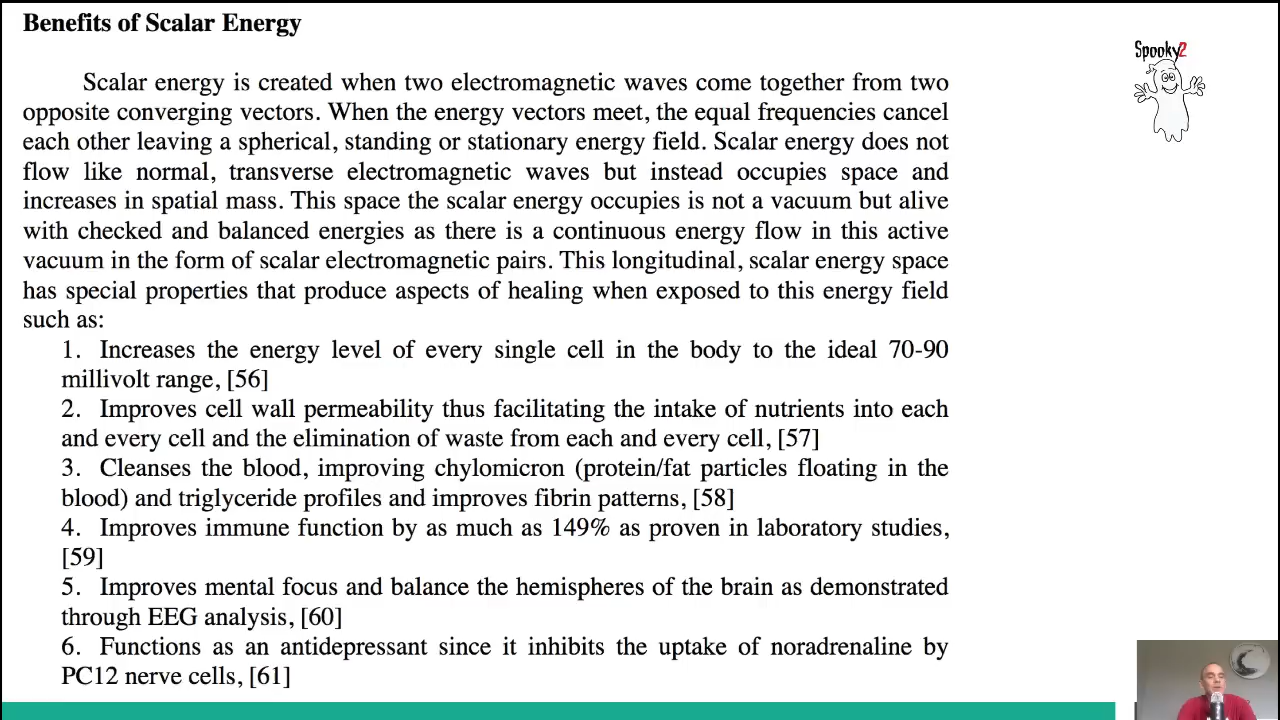 Benefits of Scalar Energy
Spooky2
Scalar energy is created when two electromagnetic waves come together from two
opposite converging vectors. When the energy vectors meet, the equal frequencies cancel
each other leaving a spherical, standing or stationary energy field. Scalar energy does not
flow like normal, transverse electromagnetic waves but instead occupies space and
increases in spatial mass. This space the scalar energy occupies is not a vacuum but alive
with checked and balanced energies as there is a continuous energy flow in this active
vacuum in the form of scalar electromagnetic pairs. This longitudinal, scalar energy space
has special properties that produce aspects of healing when exposed to this energy field
such as:
1. Increases the energy level of every single cell in the body to the ideal 70-90
millivolt range, [56]
2. Improves cell wall permeability thus facilitating the intake of nutrients into each
and every cell and the elimination of waste from each and every cell, [57]
3. Cleanses the blood, improving chylomicron (protein/fat particles floating in the
blood) and triglyceride profiles and improves fibrin patterns, [58]
4. Improves immune function by as much as 149% as proven in laboratory studies,
[59]
5. Improves mental focus and balance the hemispheres of the brain as demonstrated
through EEG analysis, [60]
6. Functions as an antidepressant since it inhibits the uptake of noradrenaline by
PC12 nerve cells, [61]